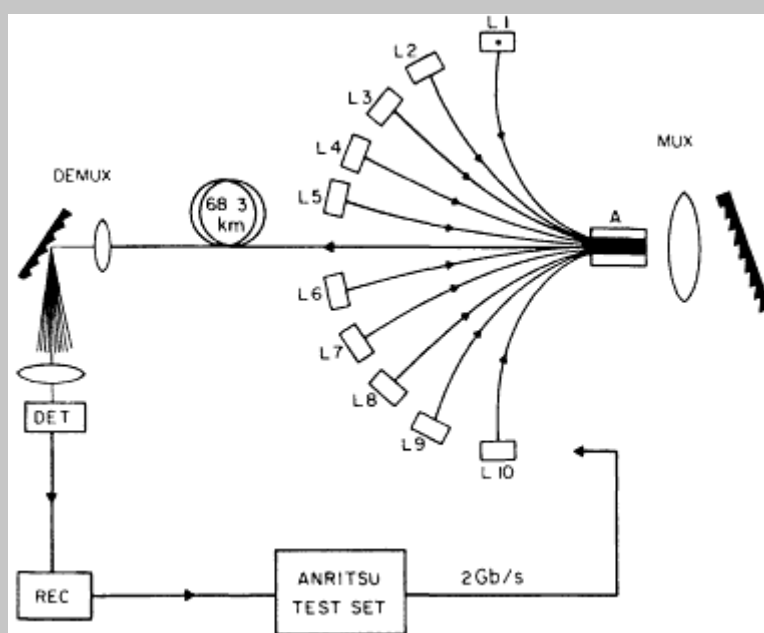 L1
L2
L3
L4
L5
MUX
DEMUX
68 3
km
A
L6
L7
L8
L9
L10
DET
REC
ANRITSU
TEST SET
2Gb/s